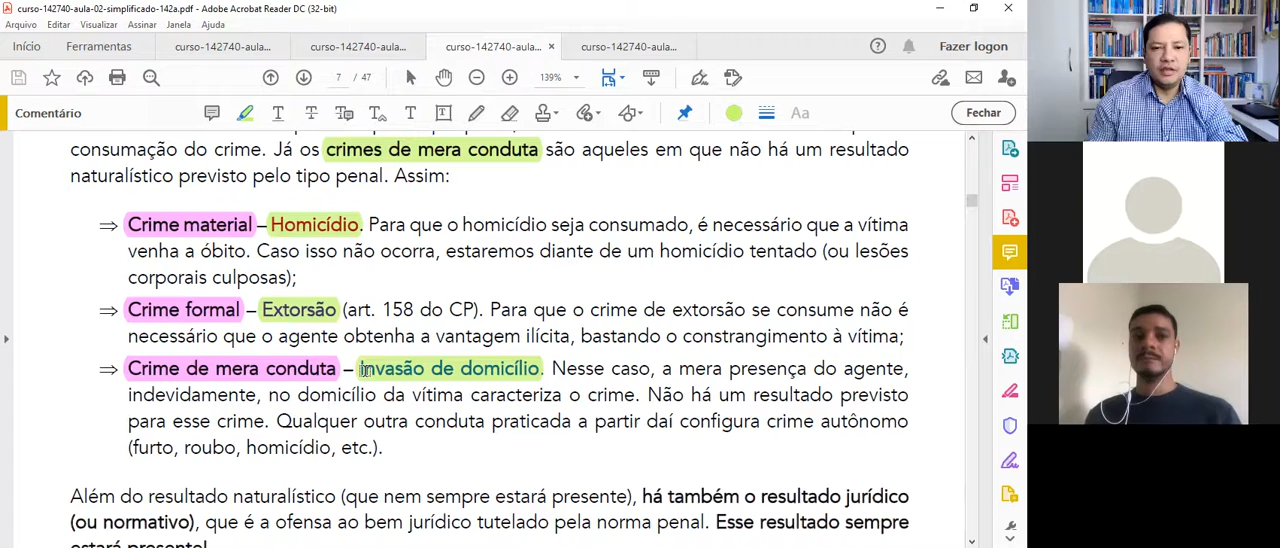 curso-142740-aula-02-simplificado-142a.pdf - Adobe Acrobat Reader DC (32-bit)
Arquivo Editar Visualizar Assinar Janela Ajuda
Início Ferramentas curso-142740-aula... curso-142740-aula... curso-142740-aula... × curso-142740-aula... Fazer logon
7 / 47 139%
Comentário Aa Fechar
consumação do crime. Já os crimes de mera conduta são aqueles em que não há um resultado
naturalístico previsto pelo tipo penal. Assim:
⇒ Crime material – Homicídio. Para que o homicídio seja consumado, é necessário que a vítima
venha a óbito. Caso isso não ocorra, estaremos diante de um homicídio tentado (ou lesões
corporais culposas);
⇒ Crime formal – Extorsão (art. 158 do CP). Para que o crime de extorsão se consume não é
necessário que o agente obtenha a vantagem ilícita, bastando o constrangimento à vítima;
⇒ Crime de mera conduta – Invasão de domicílio. Nesse caso, a mera presença do agente,
indevidamente, no domicílio da vítima caracteriza o crime. Não há um resultado previsto
para esse crime. Qualquer outra conduta praticada a partir daí configura crime autônomo
(furto, roubo, homicídio, etc.).
Além do resultado naturalístico (que nem sempre estará presente), há também o resultado jurídico
(ou normativo), que é a ofensa ao bem jurídico tutelado pela norma penal. Esse resultado sempre
estará presente!